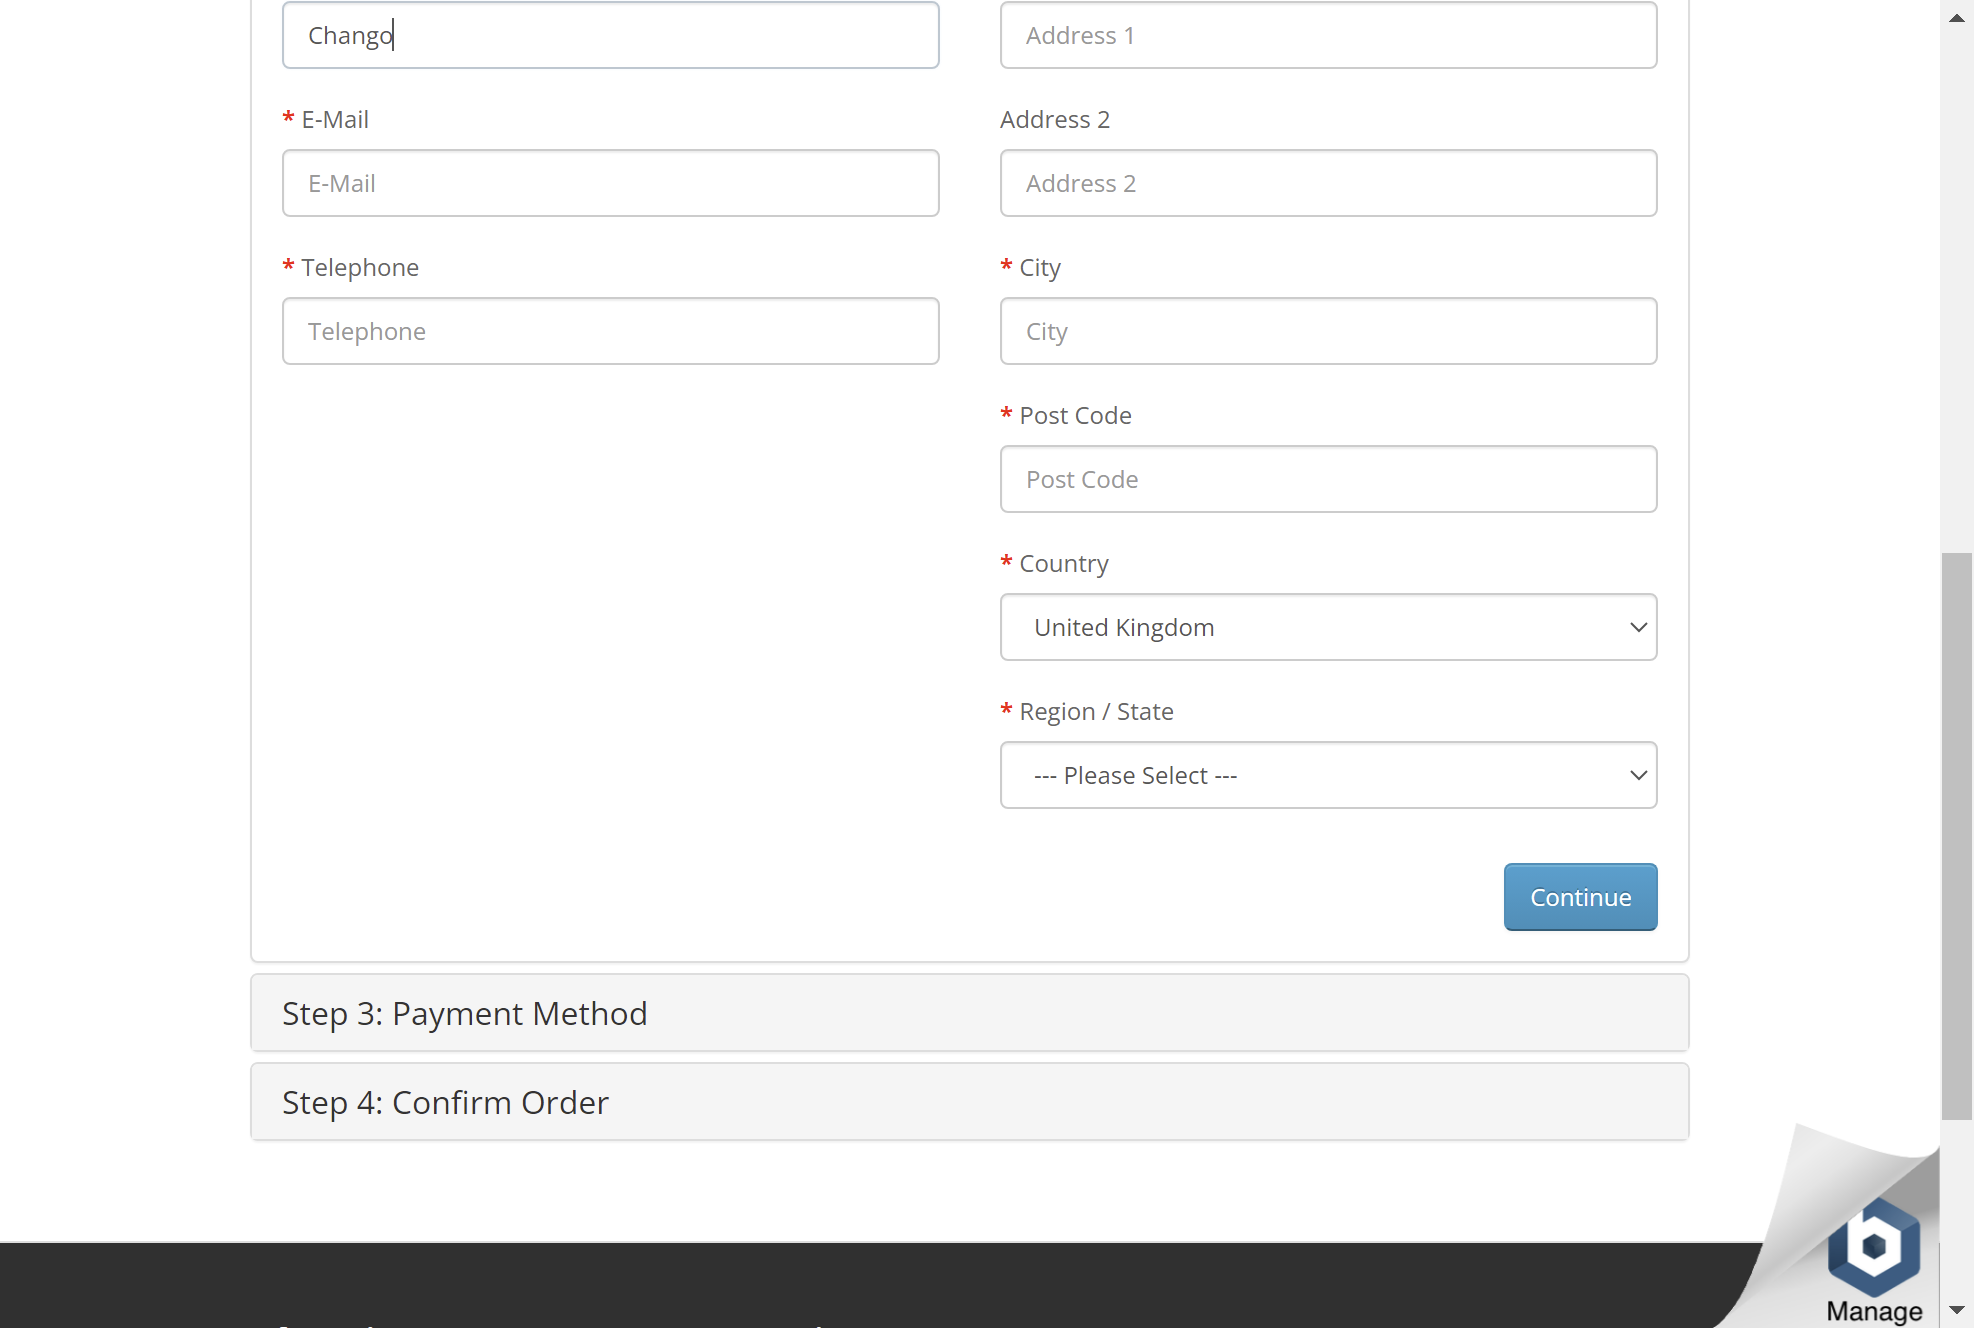 Chango
Address 1
* E-Mail
Address 2
E-Mail
Address 2
* Telephone
* City
Telephone
City
* Post Code
Post Code
* Country
United Kingdom
* Region / State
--- Please Select ---
Continue
Step 3: Payment Method
Step 4: Confirm Order
Manage